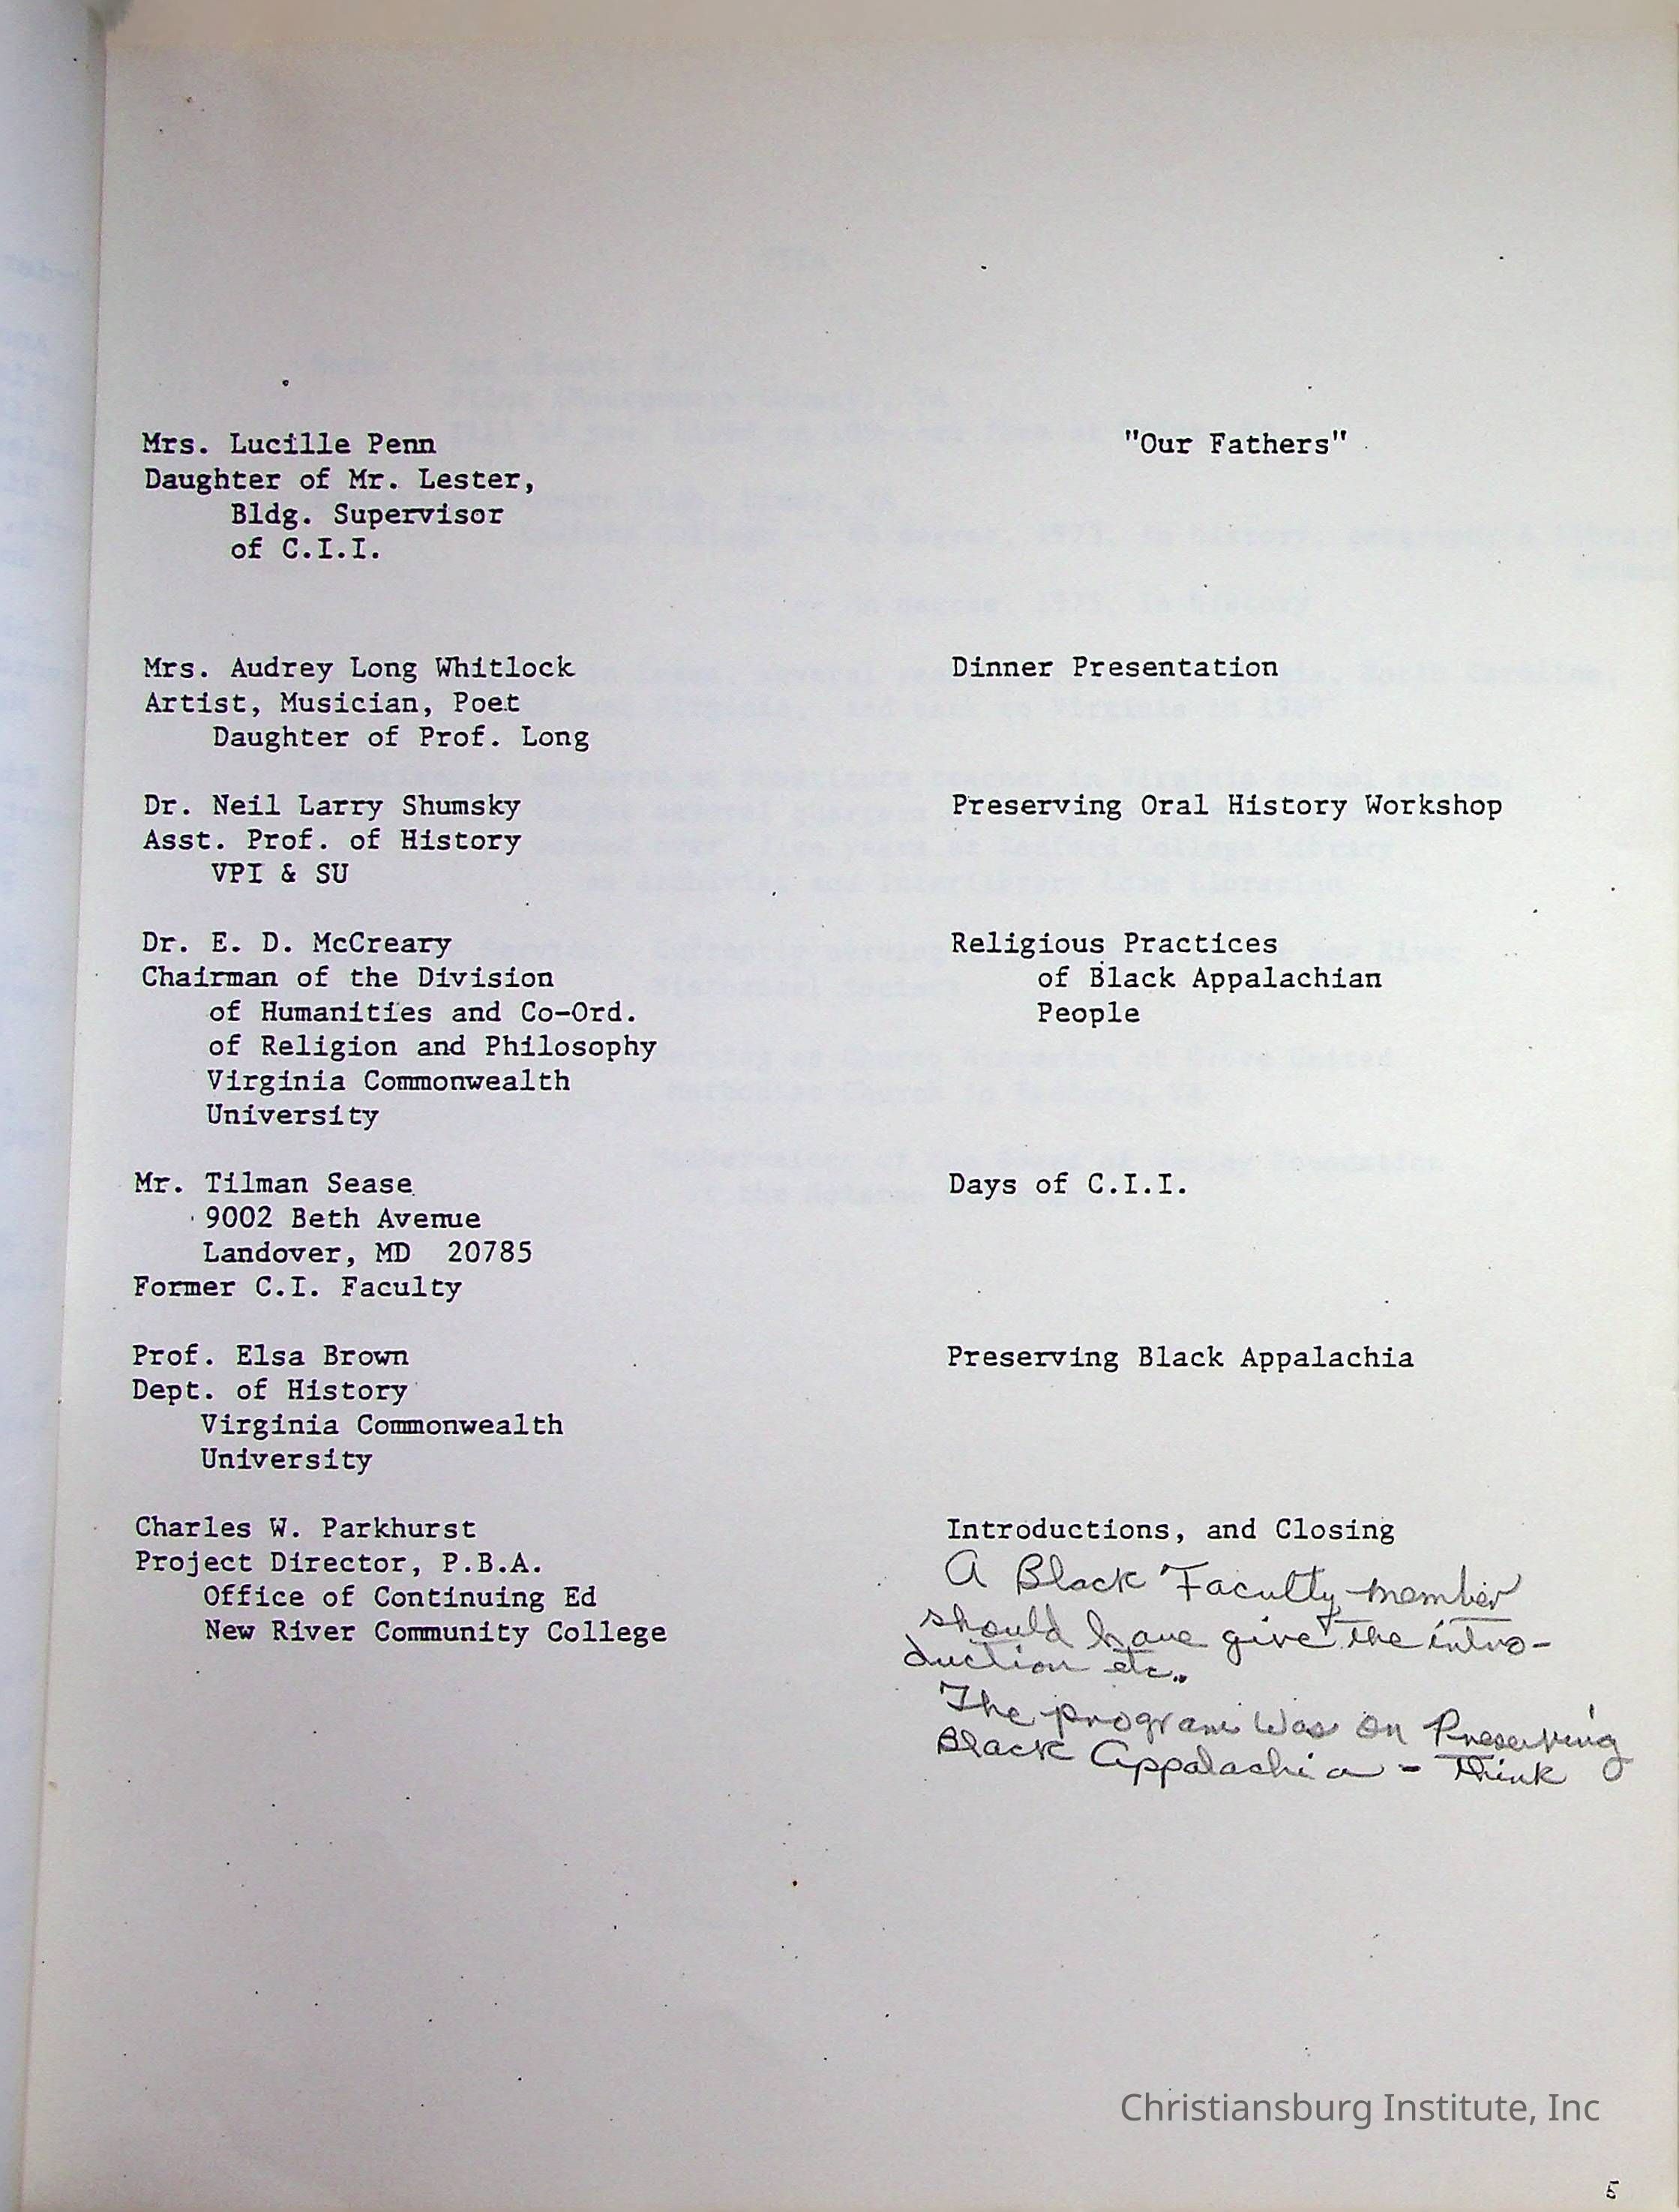 Mrs. Lucille Penn
"Our Fathers"
Daughter of Mr. Lester,
Bldg. Supervisor
of C.I.I.
Mrs. Audrey Long Whitlock
Dinner Presentation
Artist, Musician, Poet
Daughter of Prof. Long
Dr. Neil Larry Shumsky
Preserving Oral History Workshop
Asst. Prof. of History
VPI & SU
Dr. E. D. McCreary
Religious Practices
Chairman of the Division
of Black Appalachian
of Humanities and Co-Ord.
People
of Religion and Philosophy
Virginia Commonwealth
University
Mr. Tilman Sease
Days of C.I.I.
9002 Beth Avenue
Landover, MD 20785
Former C.I. Faculty
Prof. Elsa Brown
Preserving Black Appalachia
Dept. of History
Virginia Commonwealth
University
Charles W. Parkhurst
Introductions, and Closing
Project Director, P.B.A.
Office of Continuing Ed
New River Community College
A Black Faculty member
should have give the intro-
duction etc..
The program was on Preserving
Black Appalachia - Think
Christiansburg Institute, Inc
5